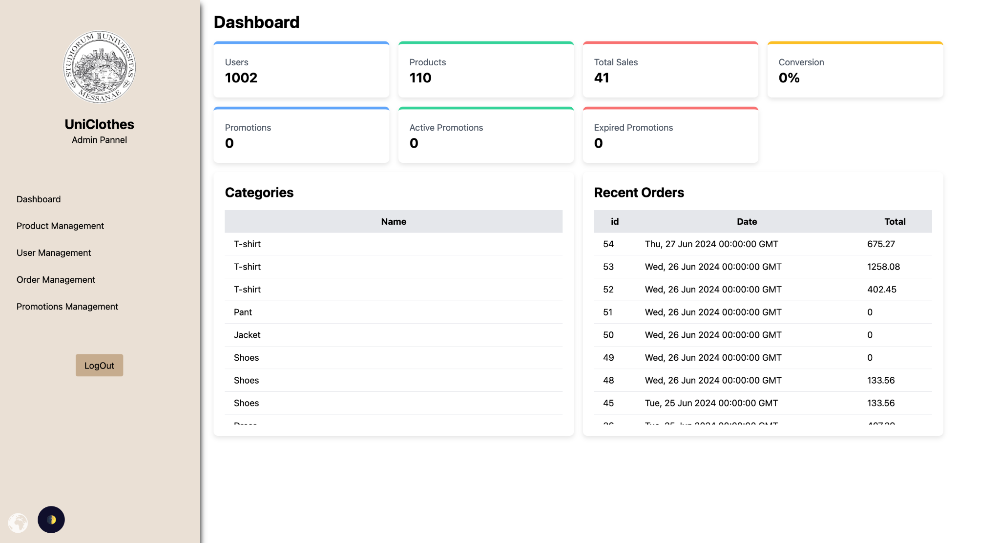 STUDIORUM UNIVERSITAS
MESSANAE
UniClothes
Admin Pannel
Dashboard
Product Management
User Management
Order Management
Promotions Management
LogOut
Dashboard
Users
1002
Products
110
Total Sales
41
Conversion
0%
Promotions
0
Active Promotions
0
Expired Promotions
0
Categories
Name
T-shirt
T-shirt
T-shirt
Pant
Jacket
Shoes
Shoes
Shoes
Recent Orders
id Date Total
54 Thu, 27 Jun 2024 00:00:00 GMT 675.27
53 Wed, 26 Jun 2024 00:00:00 GMT 1258.08
52 Wed, 26 Jun 2024 00:00:00 GMT 402.45
51 Wed, 26 Jun 2024 00:00:00 GMT 0
50 Wed, 26 Jun 2024 00:00:00 GMT 0
49 Wed, 26 Jun 2024 00:00:00 GMT 0
48 Wed, 26 Jun 2024 00:00:00 GMT 133.56
45 Tue, 25 Jun 2024 00:00:00 GMT 133.56